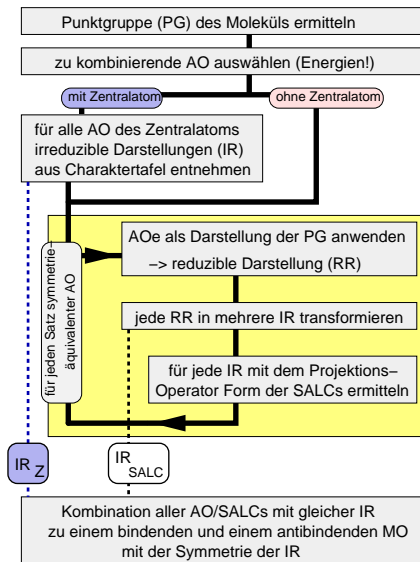 Punktgruppe (PG) des Moleküls ermitteln
zu kombinierende AO auswählen (Energien!)
mit Zentralatom
ohne Zentralatom
für alle AO des Zentralatoms
irreduzible Darstellungen (IR)
aus Charaktertafel entnehmen
für jeden Satz symmetrie–
äquivalenter AO
AOe als Darstellung der PG anwenden
–> reduzible Darstellung (RR)
jede RR in mehrere IR transformieren
für jede IR mit dem Projektions–
Operator Form der SALCs ermitteln
IR Z
IR SALC
Kombination aller AO/SALCs mit gleicher IR
zu einem bindenden und einem antibindenden MO
mit der Symmetrie der IR